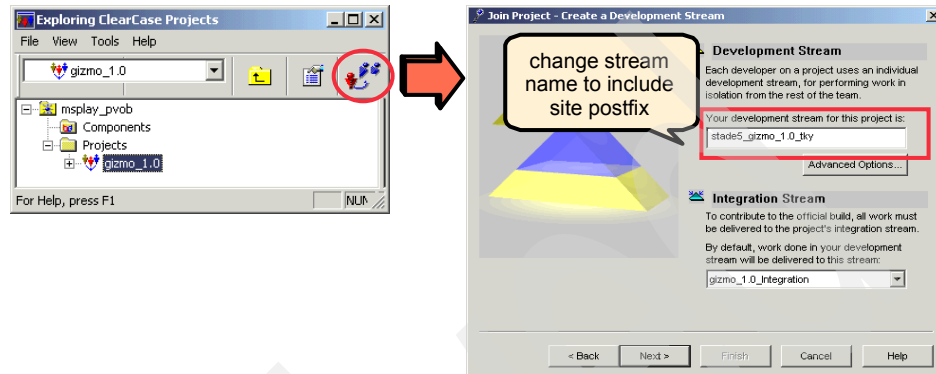 Exploring ClearCase Projects
File View Tools Help
gizmo_1.0
msplay_pvob
Components
Projects
gizmo_1.0
For Help, press F1
Join Project - Create a Development Stream
change stream
name to include
site postfix
Development Stream
Each developer on a project uses an individual
development stream, for performing work in
isolation from the rest of the team.
Your development stream for this project is:
stade5_gizmo_1.0_tky
Advanced Options...
Integration Stream
To contribute to the official build, all work must
be delivered to the project's integration stream.
By default, work done in your development
stream will be delivered to this stream:
gizmo_1.0_Integration
< Back Next > Finish Cancel Help